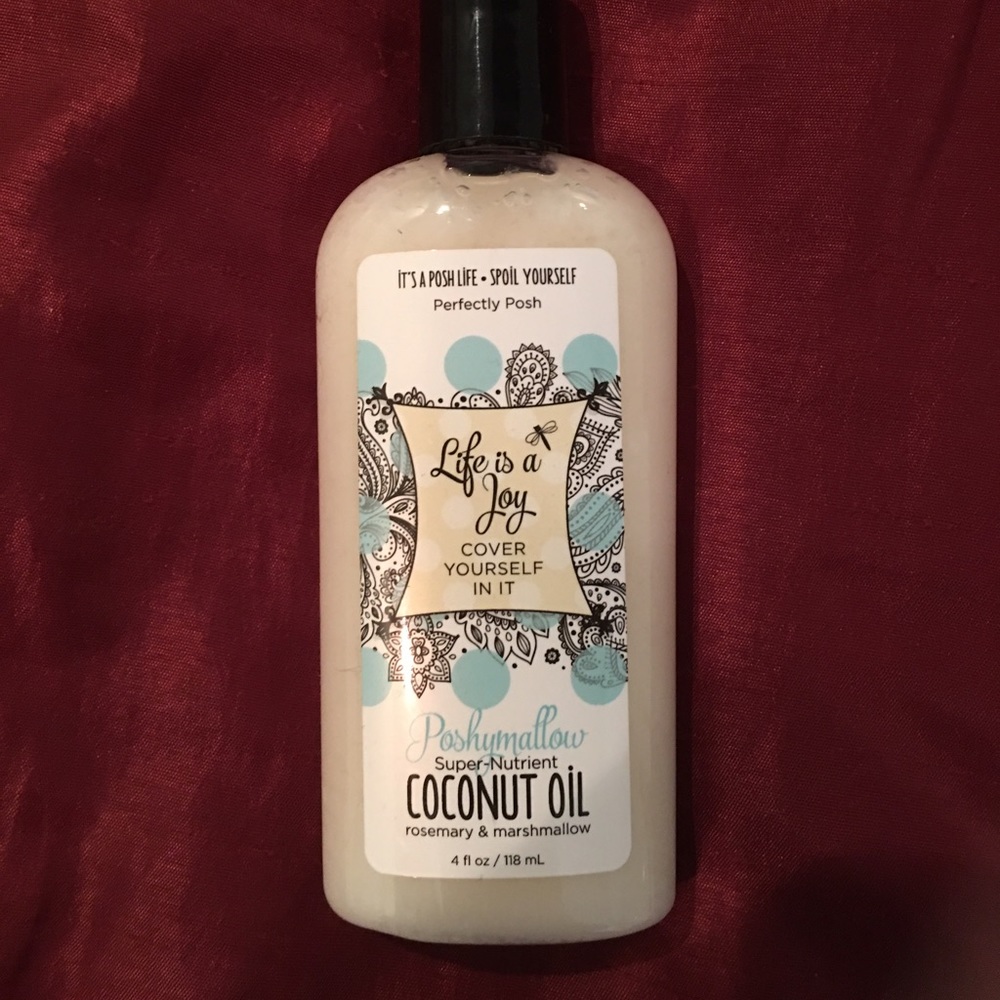 IT'S A POSH LIFE • SPOIL YOURSELF
Perfectly Posh
Life is a
Joy
COVER
YOURSELF
IN IT
Poshymallow
Super-Nutrient
COCONUT OIL
rosemary & marshmallow
4 fl oz / 118 mL